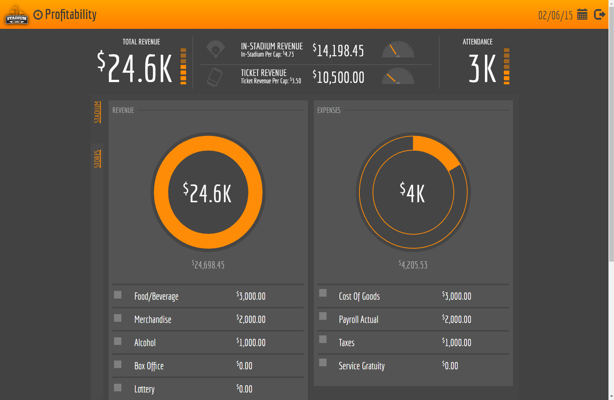 STADIUM
Profitability
02/06/15
TOTAL REVENUE
$24.6K
IN-STADIUM REVENUE
In-Stadium Per Cap: $4.73
$14,198.45
TICKET REVENUE
Ticket Revenue Per Cap: $3.50
$10,500.00
ATTENDANCE
3K
STADIUM
SUITES
REVENUE
$24.6K
$24,698.45
Food/Beverage $3,000.00
Merchandise $2,000.00
Alcohol $1,000.00
Box Office $0.00
Lottery $0.00
EXPENSES
$4K
$4,205.53
Cost Of Goods $3,000.00
Payroll Actual $2,000.00
Taxes $1,000.00
Service Gratuity $0.00